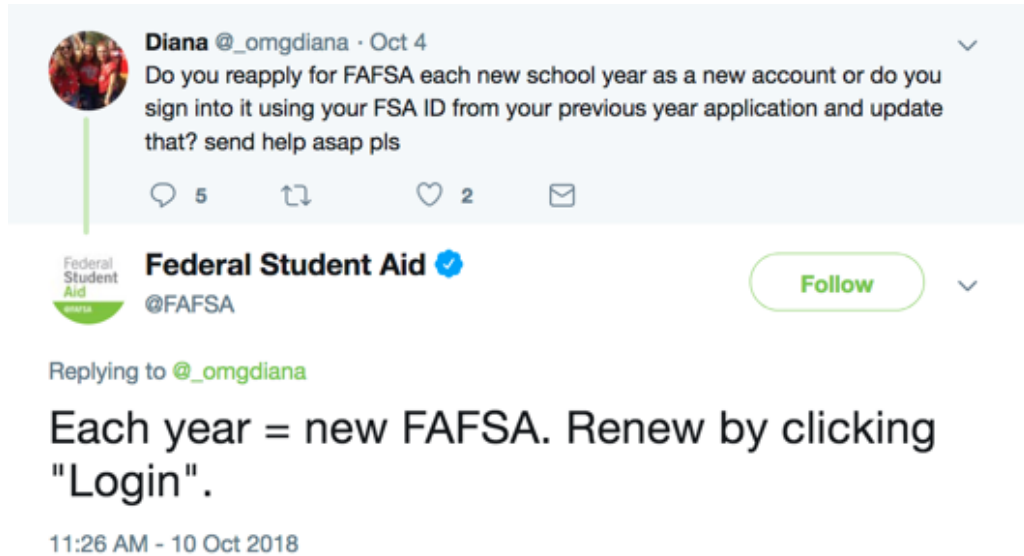 Diana @_omgdiana · Oct 4
Do you reapply for FAFSA each new school year as a new account or do you
sign into it using your FSA ID from your previous year application and update
that? send help asap pls
5 2
Federal
Student
Aid
@FAFSA
Federal Student Aid
@FAFSA
Follow
Replying to @_omgdiana
Each year = new FAFSA. Renew by clicking
"Login".
11:26 AM - 10 Oct 2018